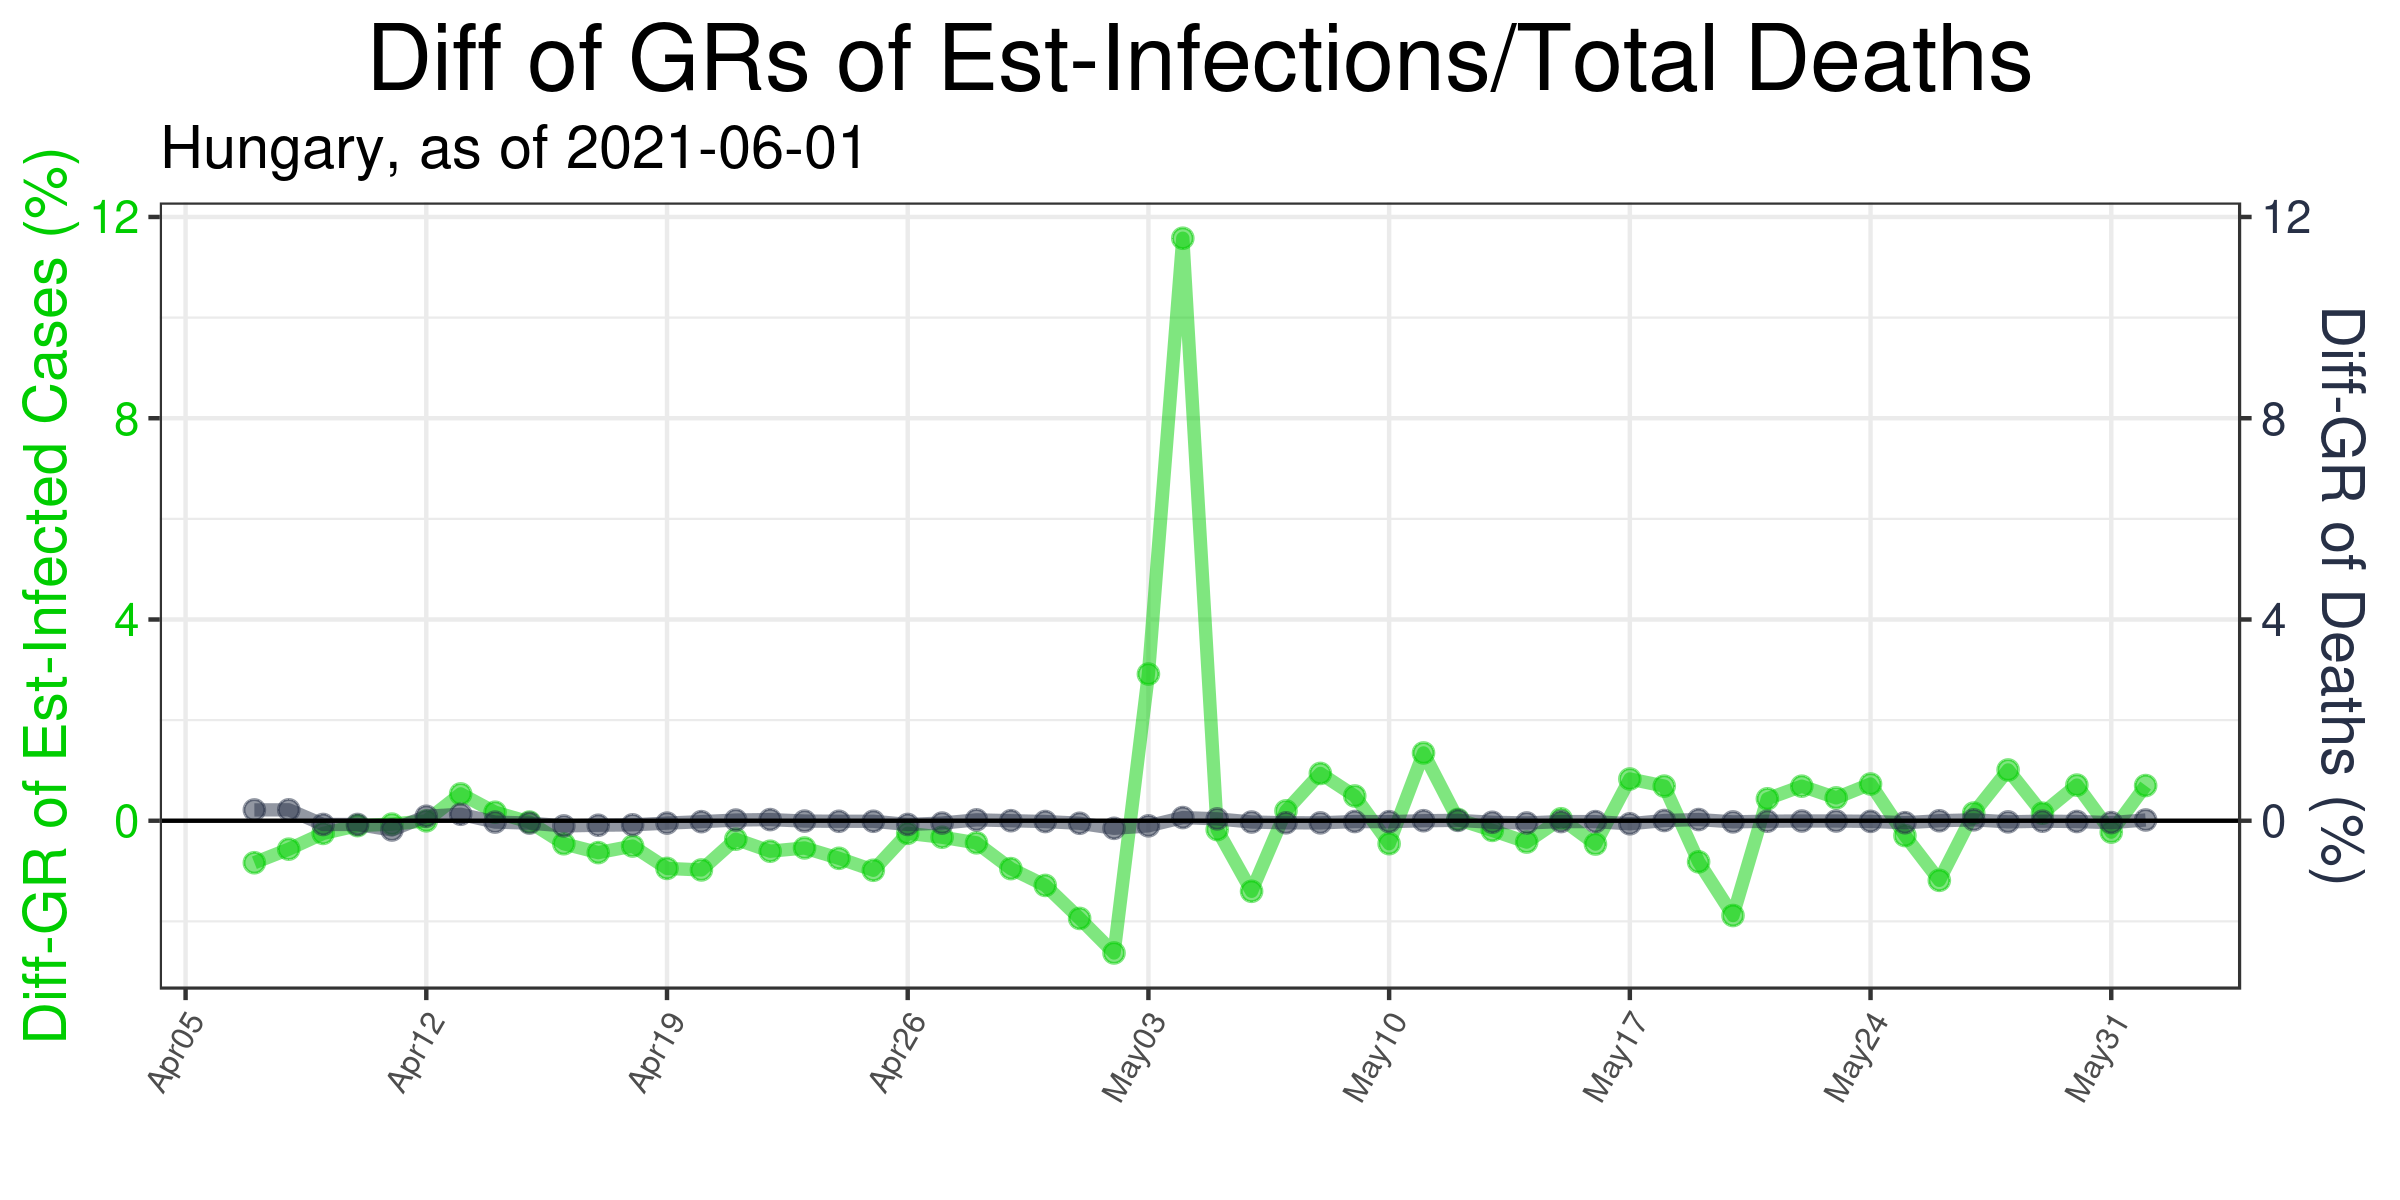 Diff of GRs of Est-Infections/Total Deaths
Hungary, as of 2021-06-01
Diff-GR of Est-Infected Cases (%)
12
8
4
0
12
8
4
0
Diff-GR of Deaths (%)
Apr05
Apr12
Apr19
Apr26
May03
May10
May17
May24
May31